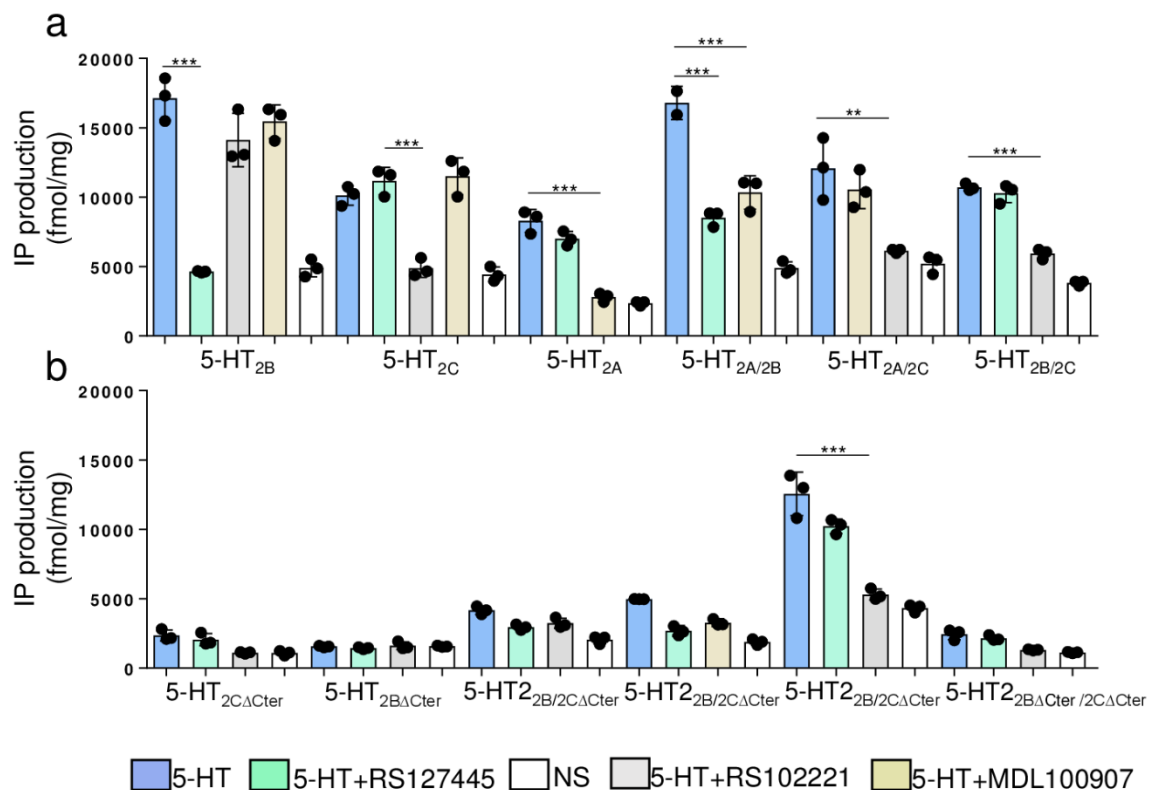 a
IP production
(fmol/mg)
20000
15000
10000
5000
0
***
***
***
***
***
**
***
5-HT2B
5-HT2C
5-HT2A
5-HT2A/2B
5-HT2A/2C
5-HT2B/2C
b
IP production
(fmol/mg)
20000
15000
10000
5000
0
***
5-HT2CΔCter
5-HT2BΔCter
5-HT22B/2CΔCter
5-HT22B/2CΔCter
5-HT22B/2CΔCter
5-HT22BΔCter /2CΔCter
5-HT
5-HT+RS127445
NS
5-HT+RS102221
5-HT+MDL100907